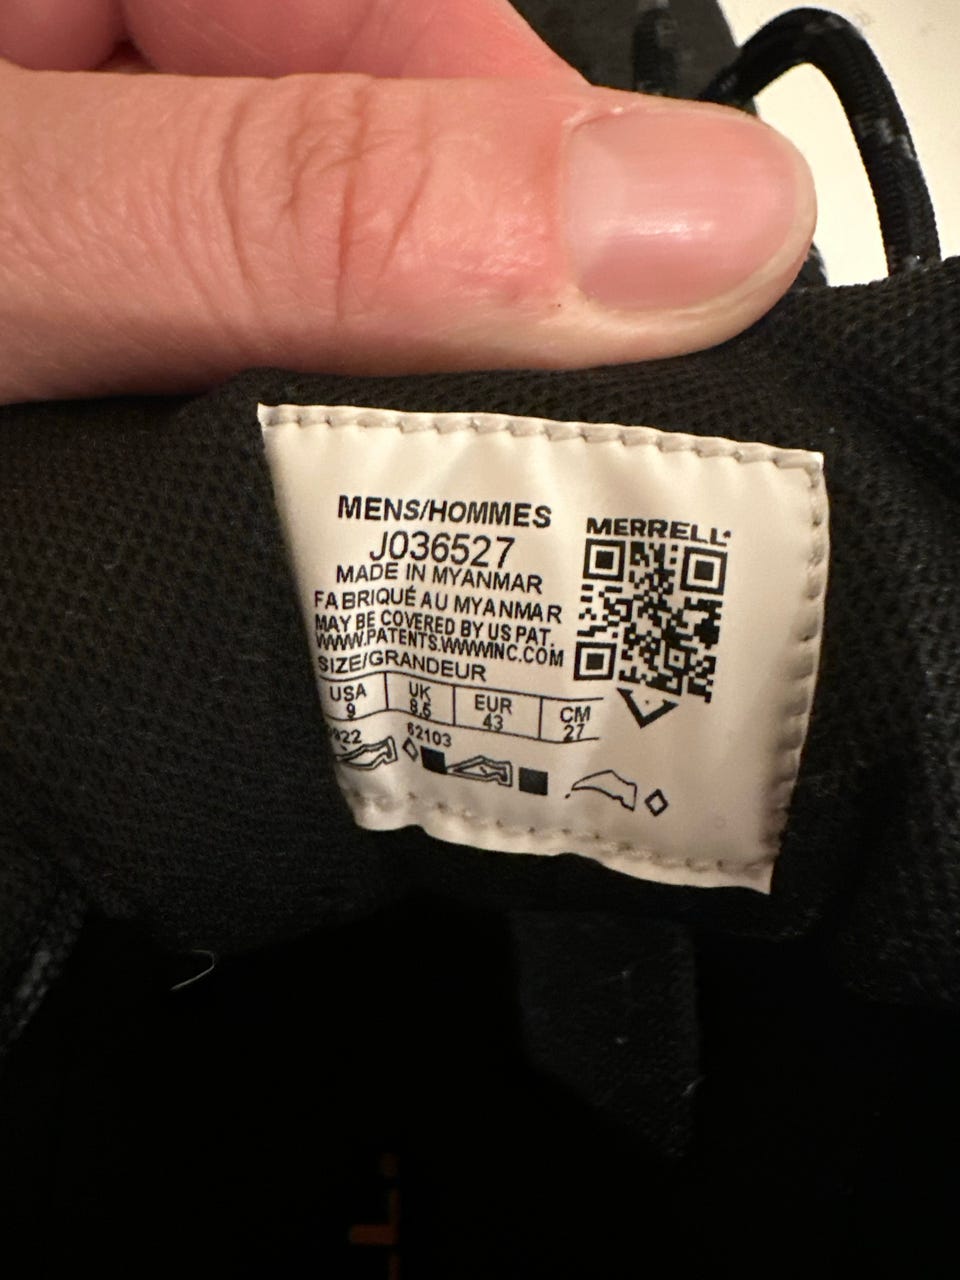 MENS/HOMMES
J036527
MADE IN MYANMAR
FABRIQUÉ AU MYANMAR
MAY BE COVERED BY US PAT.
WWW.PATENTS.WWWINC.COM
SIZE/GRANDEUR
USA UK EUR CM
9 8.5 43 27
62103
MERRELL